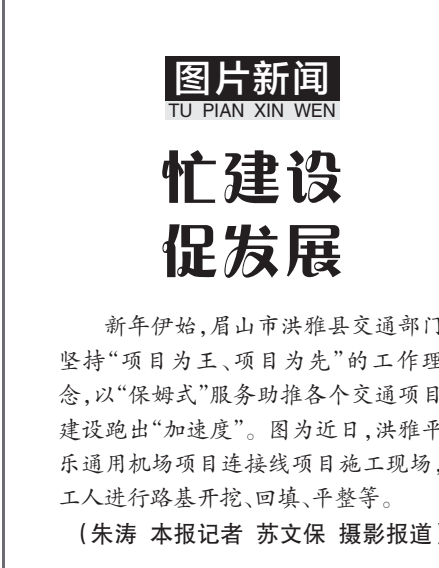 图片新闻
TU PIAN XIN WEN
忙建设
促发展
新年伊始,眉山市洪雅县交通部门
坚持“项目为王、项目为先”的工作理
念,以“保姆式”服务助推各个交通项目
建设跑出“加速度”。图为近日,洪雅平
乐通用机场项目连接线项目施工现场,
工人进行路基开挖、回填、平整等。
(朱涛 本报记者 苏文保 摄影报道)